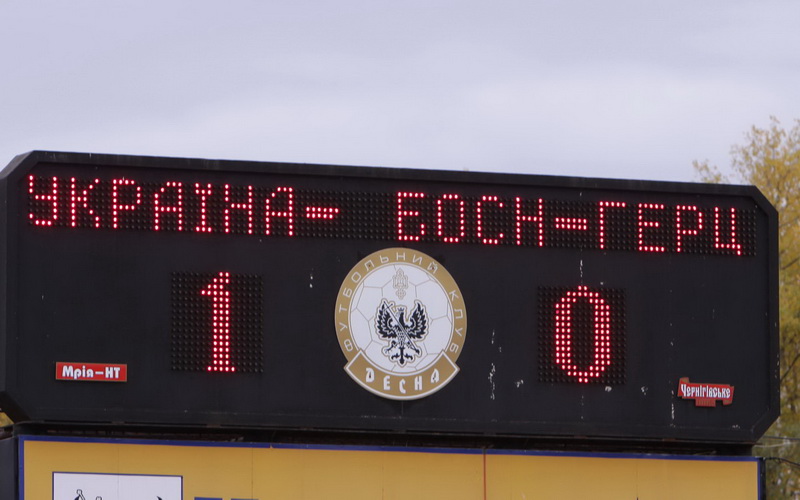 УКРАЇНА- БОСН-ГЕРЦ
1 0
ФУТБОЛЬНИЙ КЛУБ
ДЕСНА
Мрія-НТ
Чернігівське